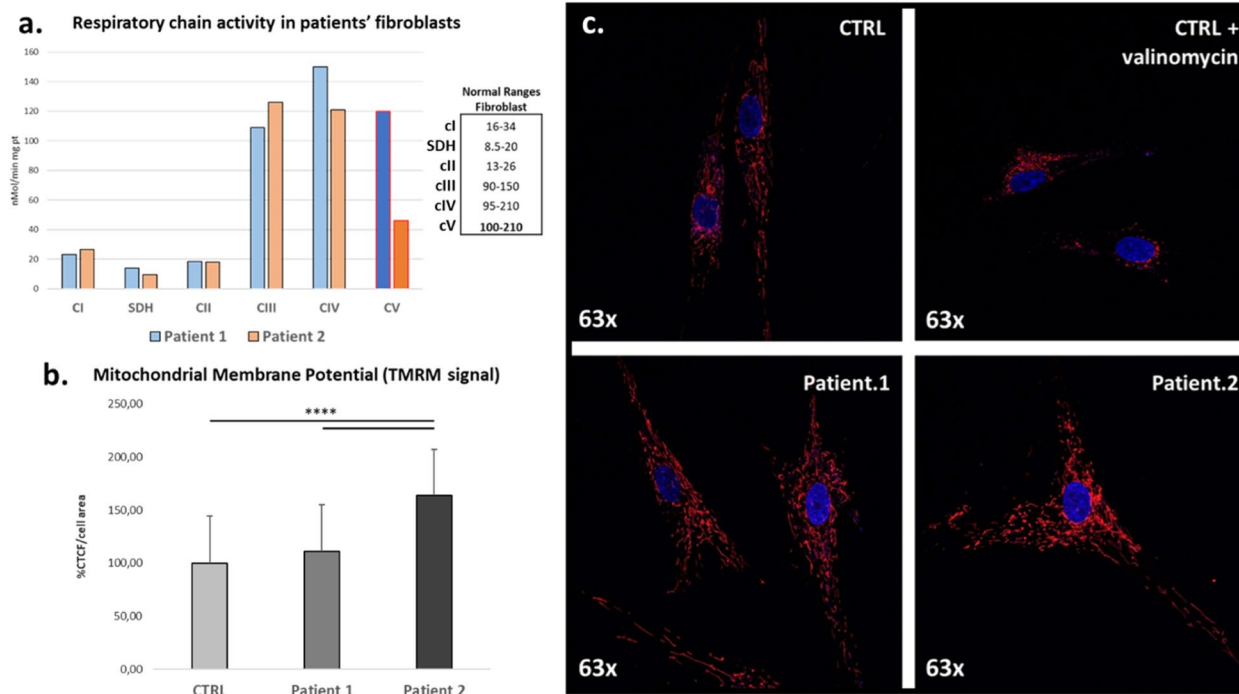 a. Respiratory chain activity in patients' fibroblasts
nMol/min mg pt
160
140
120
100
80
60
40
20
0
CI SDH CII CIII CIV CV
Patient 1 Patient 2
Normal Ranges
Fibroblast
cI 16-34
SDH 8.5-20
cII 13-26
cIII 90-150
cIV 95-210
cV 100-210
b. Mitochondrial Membrane Potential (TMRM signal)
%CTCF/cell area
250,00
200,00
150,00
100,00
50,00
0,00
****
CTRL Patient 1 Patient 2
c.
CTRL
63x
CTRL +
valinomycin
63x
Patient.1
63x
Patient.2
63x